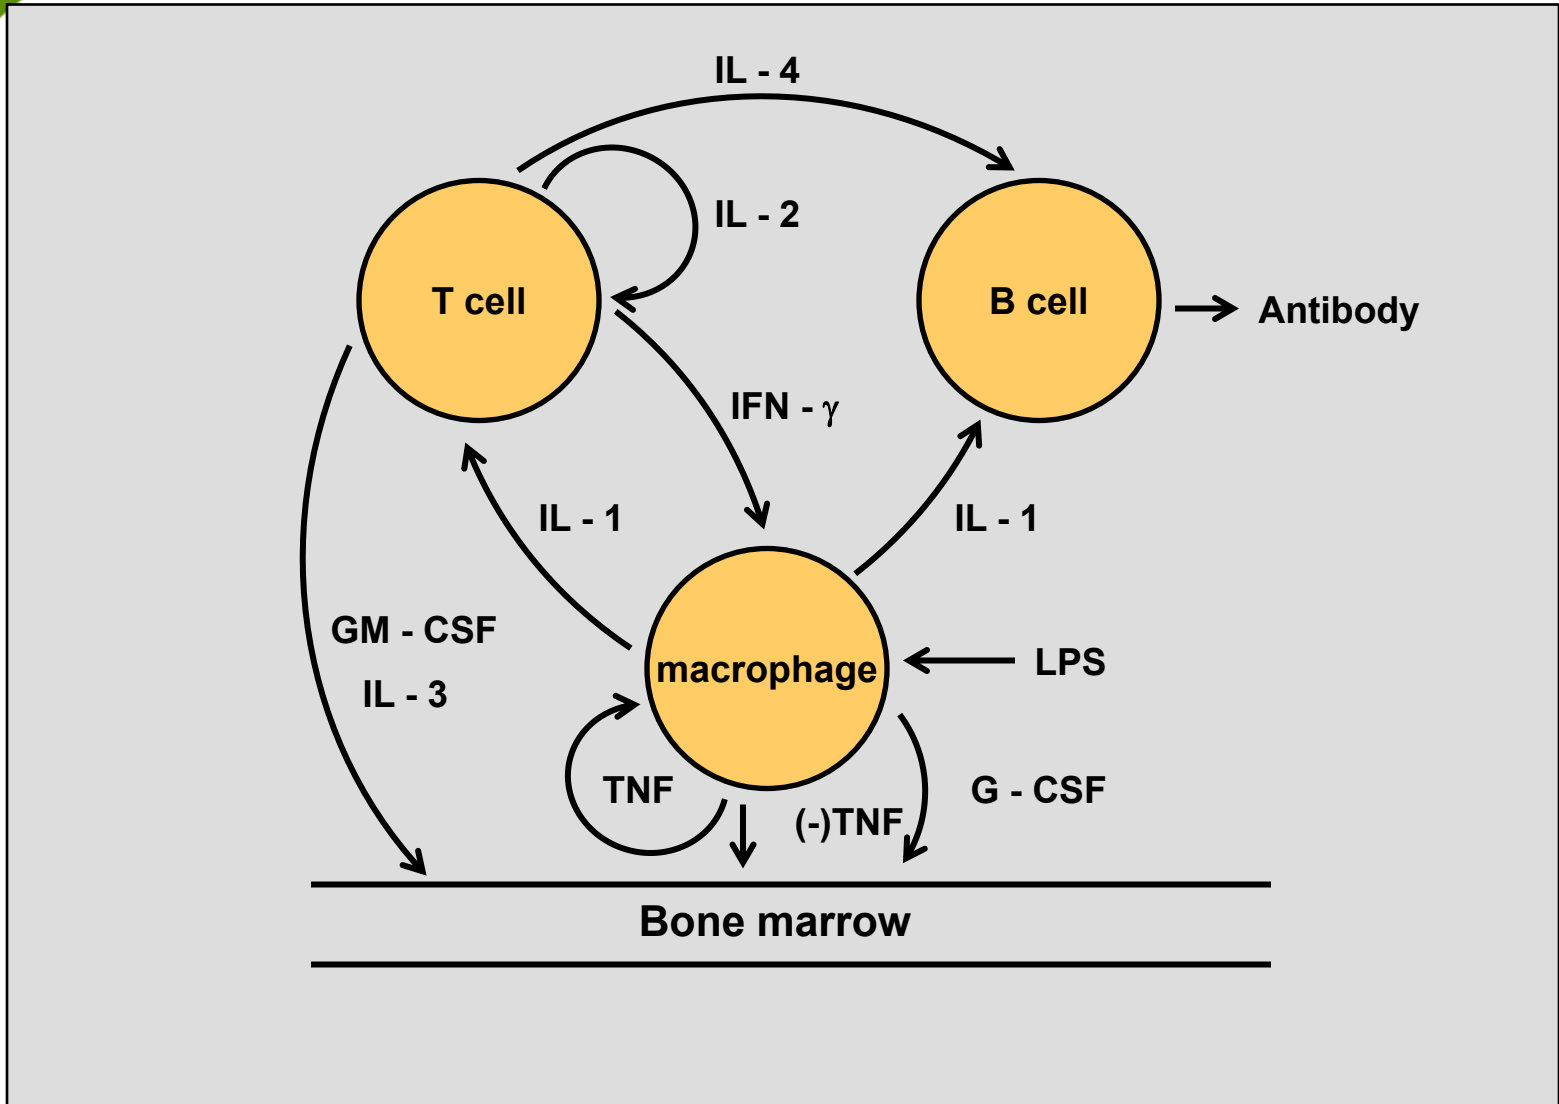 IL - 4
IL - 2
T cell
B cell
Antibody
IFN - γ
IL - 1
IL - 1
GM - CSF
IL - 3
macrophage
LPS
TNF
(-)TNF
G - CSF
Bone marrow